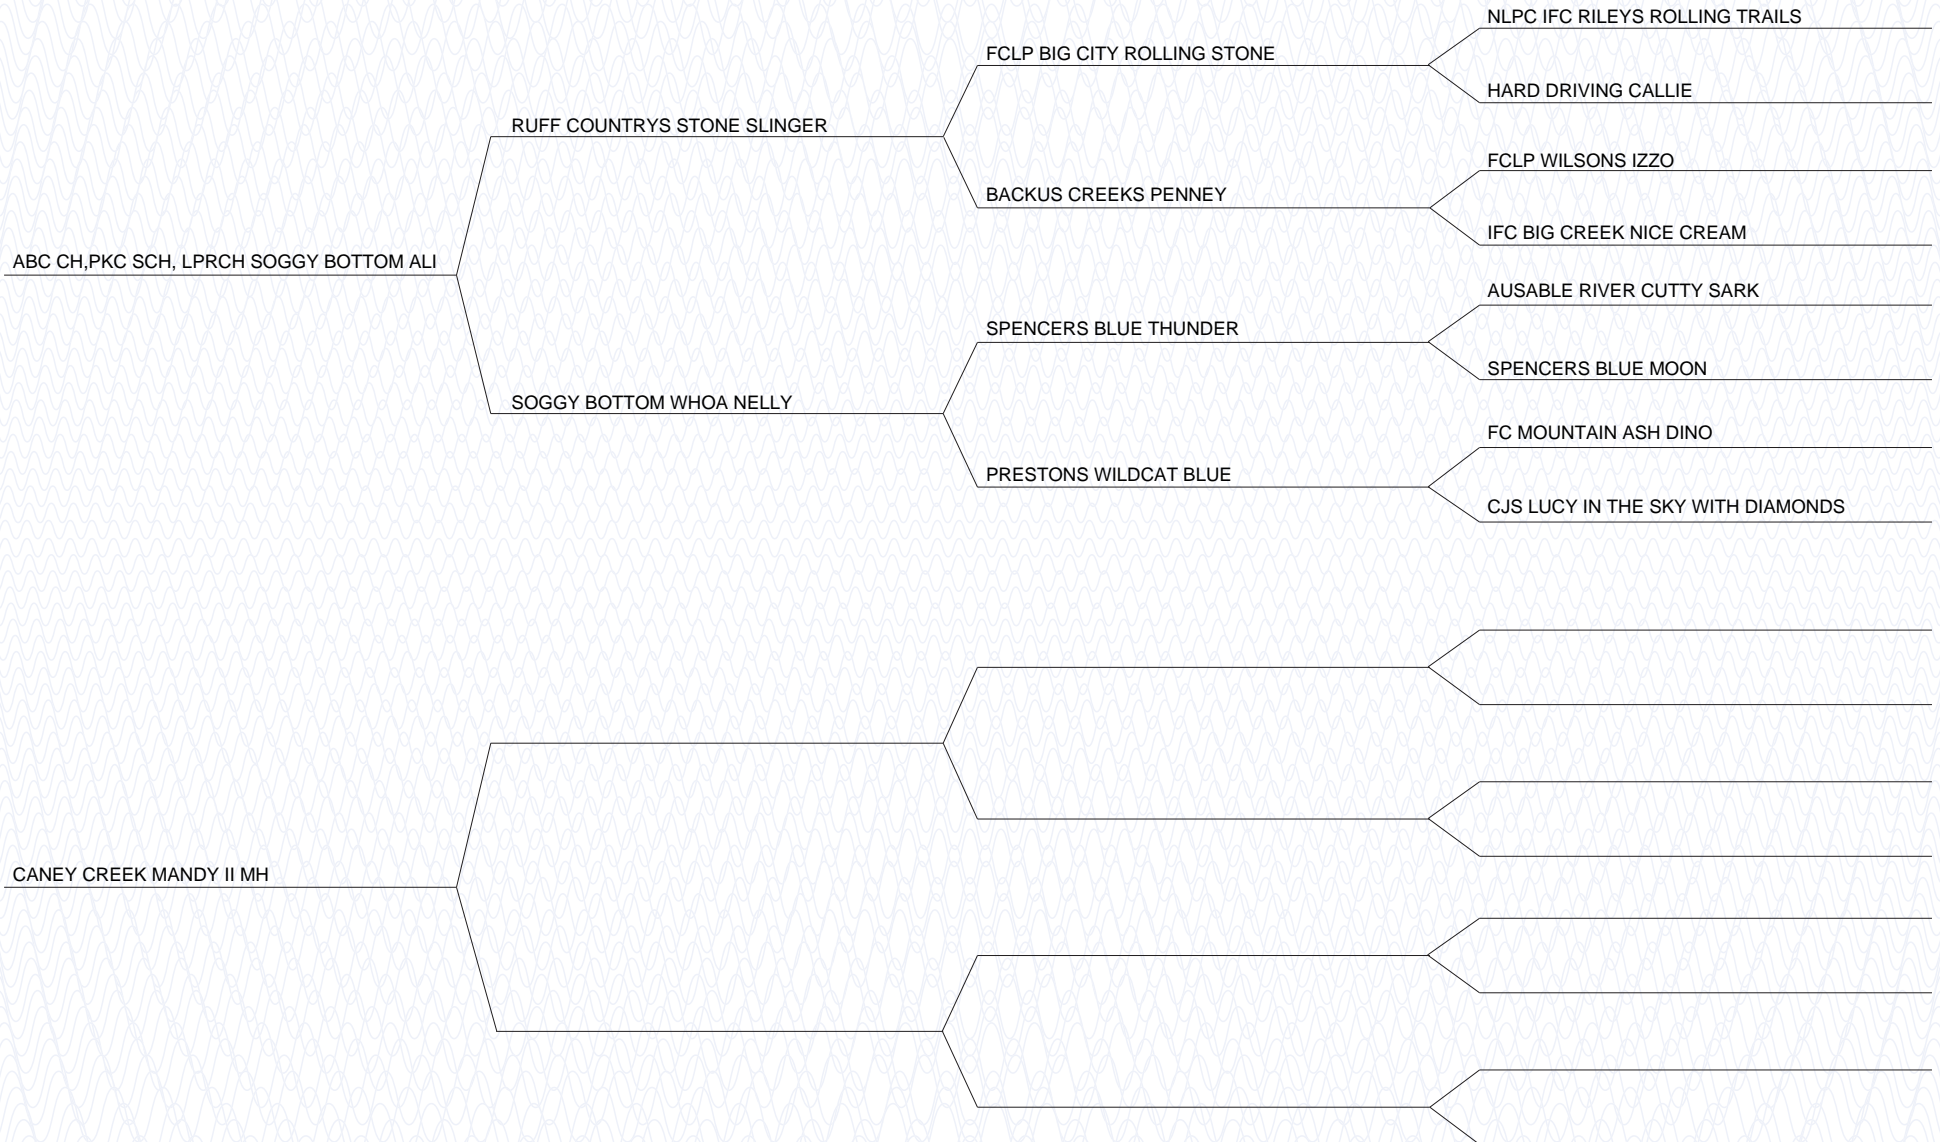 NLPC IFC RILEYS ROLLING TRAILS
FCLP BIG CITY ROLLING STONE
HARD DRIVING CALLIE
RUFF COUNTRYS STONE SLINGER
FCLP WILSONS IZZO
BACKUS CREEKS PENNEY
IFC BIG CREEK NICE CREAM
ABC CH,PKC SCH, LPRCH SOGGY BOTTOM ALI
AUSABLE RIVER CUTTY SARK
SPENCERS BLUE THUNDER
SPENCERS BLUE MOON
SOGGY BOTTOM WHOA NELLY
FC MOUNTAIN ASH DINO
PRESTONS WILDCAT BLUE
CJS LUCY IN THE SKY WITH DIAMONDS
CANEY CREEK MANDY II MH